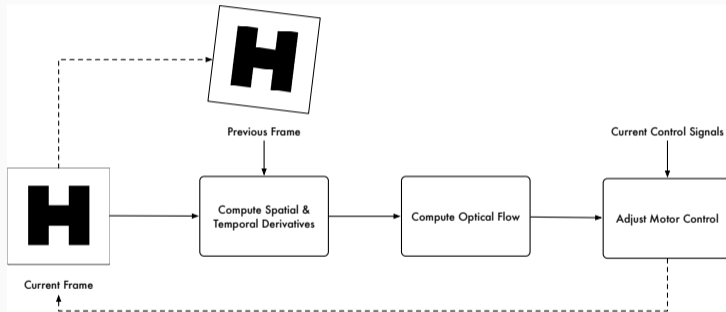 H
Previous Frame
Current Control Signals
H
Compute Spatial &
Temporal Derivatives
Compute Optical Flow
Adjust Motor Control
Current Frame